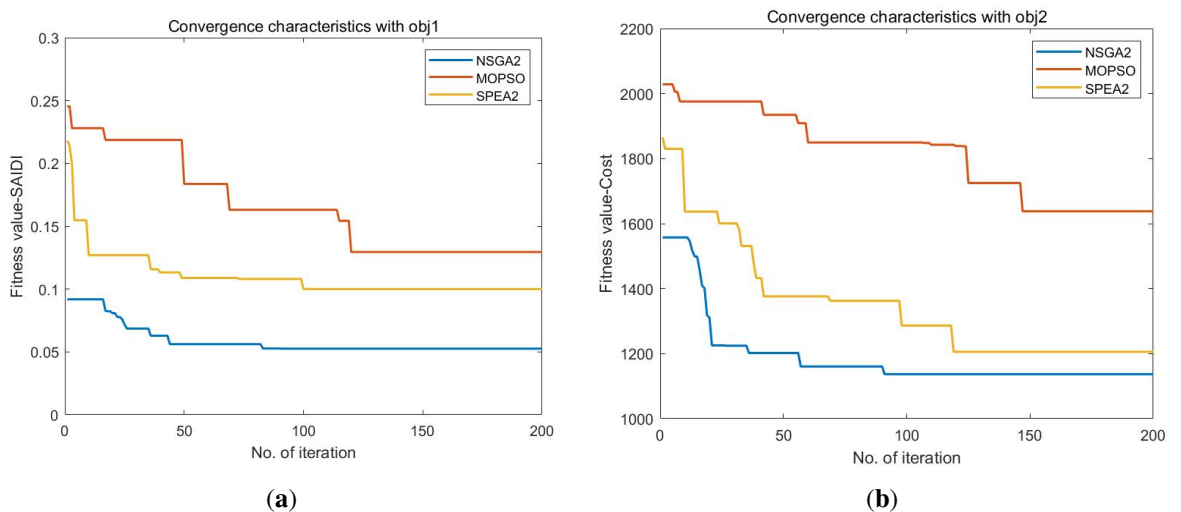 Convergence characteristics with obj1
0.3
0.25
0.2
0.15
0.1
0.05
0
Fitness value-SAIDI
NSGA2
MOPSO
SPEA2
0 50 100 150 200
No. of iteration
(a)
Convergence characteristics with obj2
2200
2000
1800
1600
1400
1200
1000
Fitness value-Cost
NSGA2
MOPSO
SPEA2
0 50 100 150 200
No. of iteration
(b)